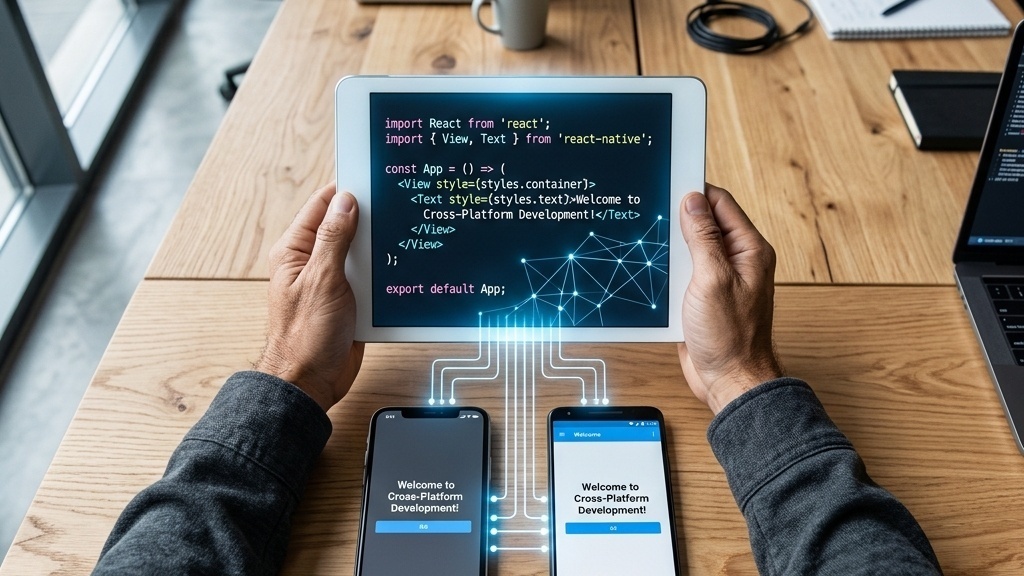 import React from 'react';
import { View, Text } from 'react-native';
const App = () => (
<View style=(styles.container]>
<Text style=(styles.text)>Welcome to
Cross-Platform Development!</Text>
</View>
</View>
);
export default App;
Welcome to
Croas-Platform
Development!
Welcome
Welcome to
Cross-Platform
Development!